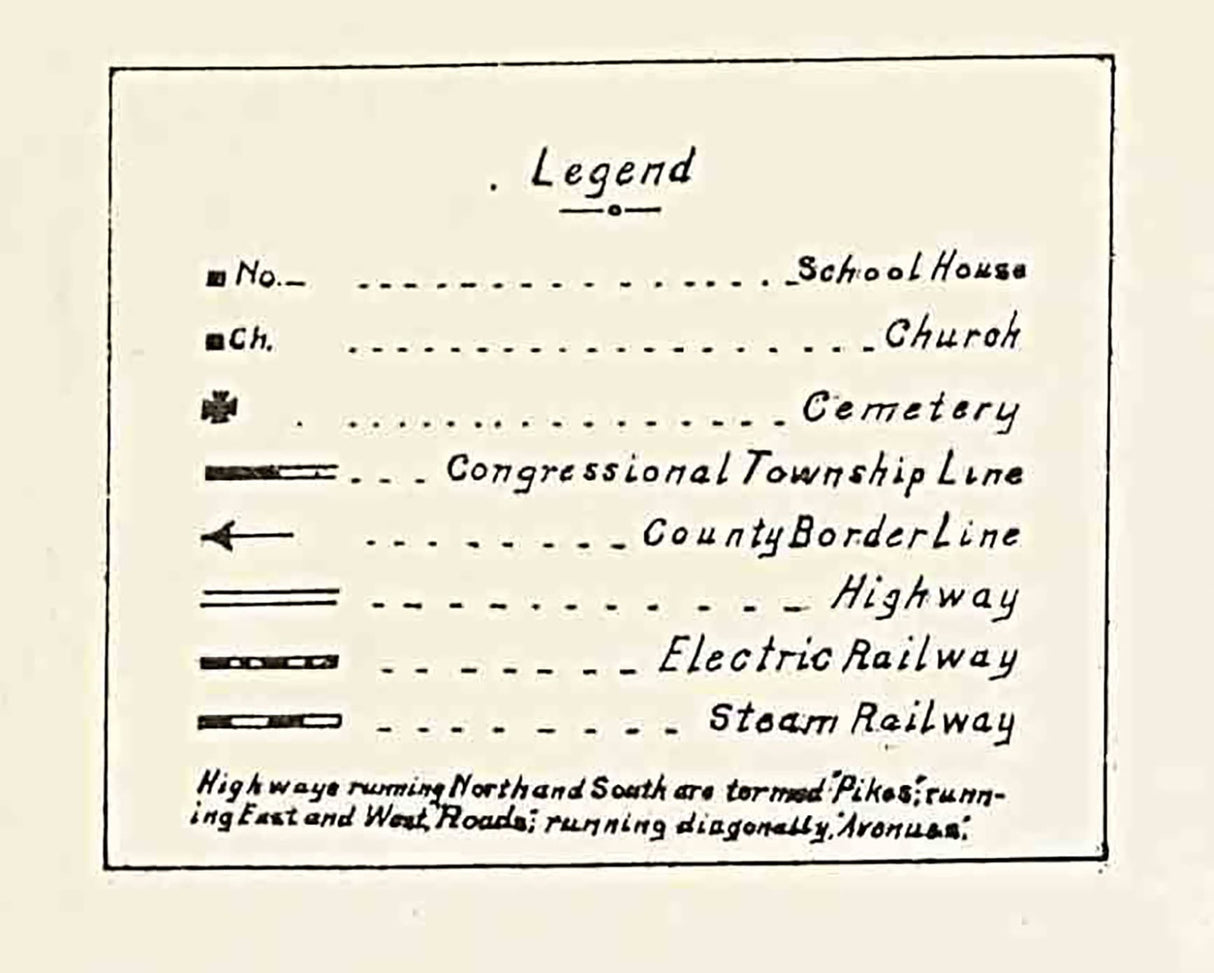 Legend
No.— School House
Ch. Church
Cemetery
Congressional Township Line
County Border Line
Highway
Electric Railway
Steam Railway
Highways running North and South are termed "Pikes"; runn-
ing East and West, "Roads"; running diagonally, "Avenues".